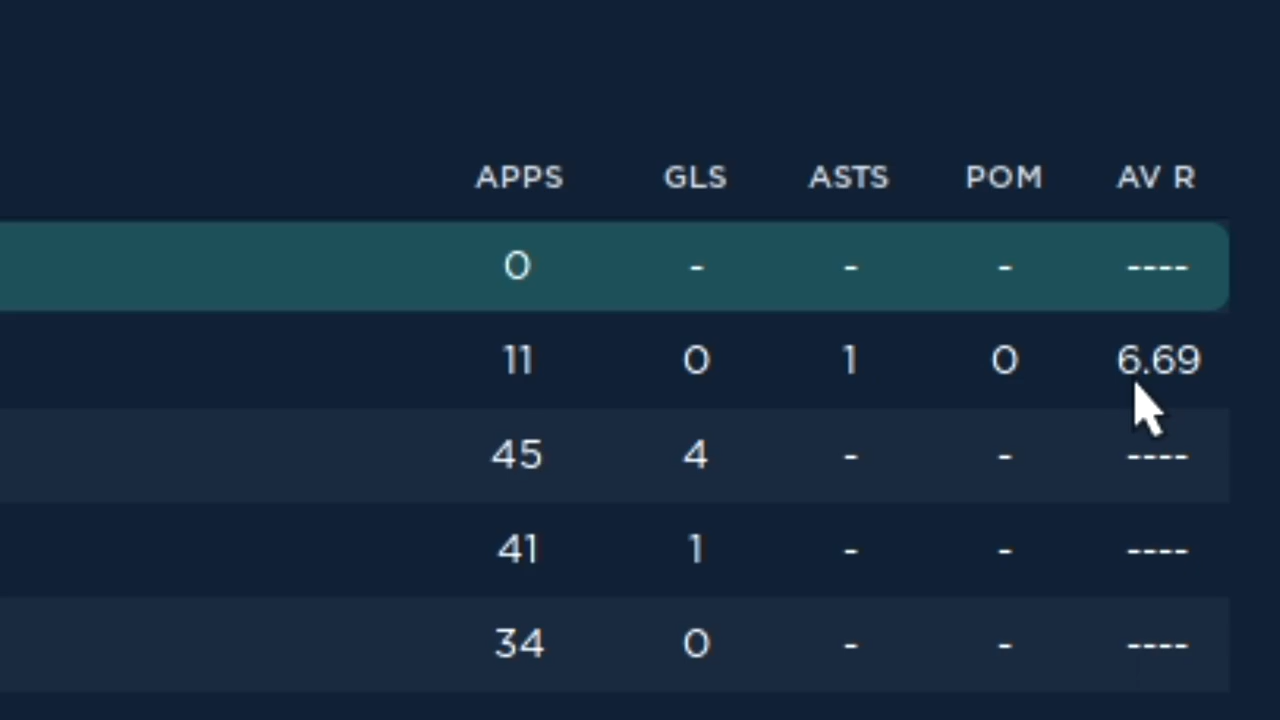 APPS GLS ASTS POM AV R
0 - - - ----
11 0 1 0 6.69
45 4 - - ----
41 1 - - ----
34 0 - - ----